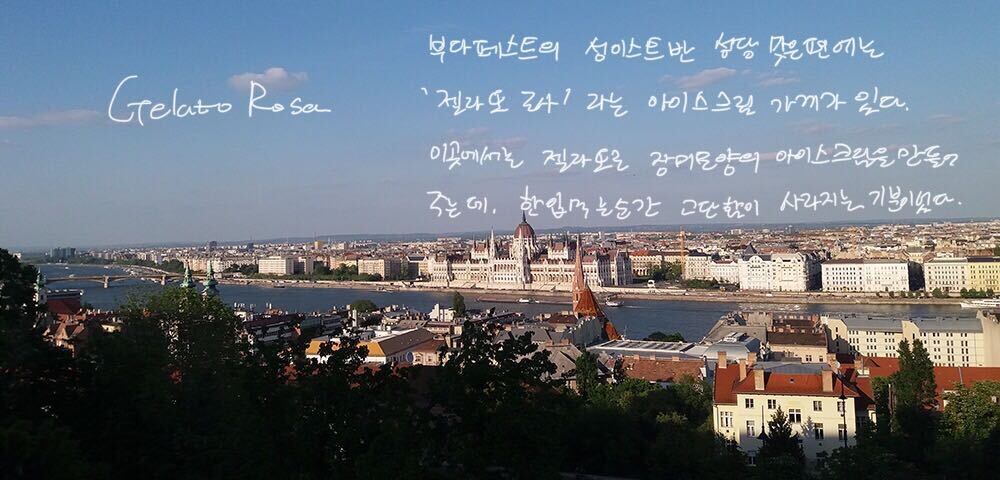 Gelato Rosa
부다페스트의 성이스트반 성당 맞은편에는
'젤라또 로사' 라는 아이스크림 가게가 있다.
이곳에서는 젤라또로 장미모양의 아이스크림을 만들어
주는데, 한입먹는순간 고단함이 사라지는 기분이었다.